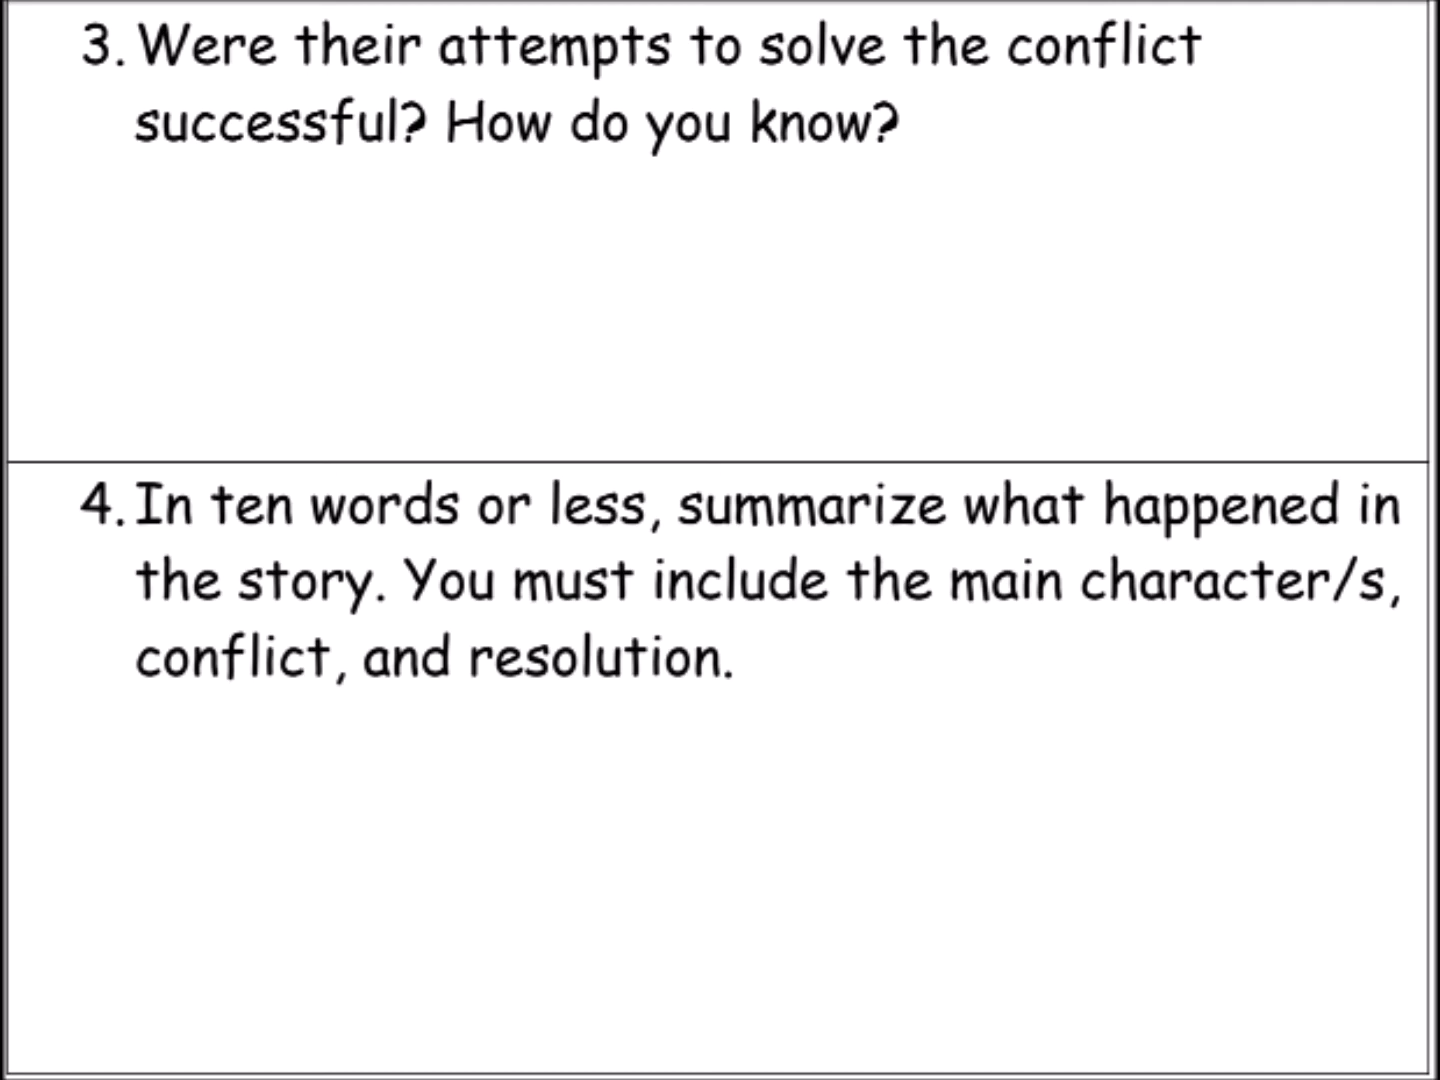 3. Were their attempts to solve the conflict
successful? How do you know?
4. In ten words or less, summarize what happened in
the story. You must include the main character/s,
conflict, and resolution.